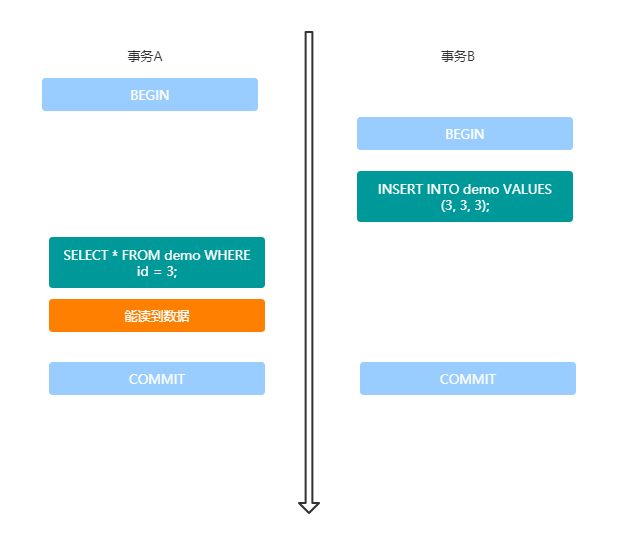 事务A
事务B
BEGIN
BEGIN
INSERT INTO demo VALUES
(3, 3, 3);
SELECT * FROM demo WHERE
id = 3;
能读到数据
COMMIT
COMMIT